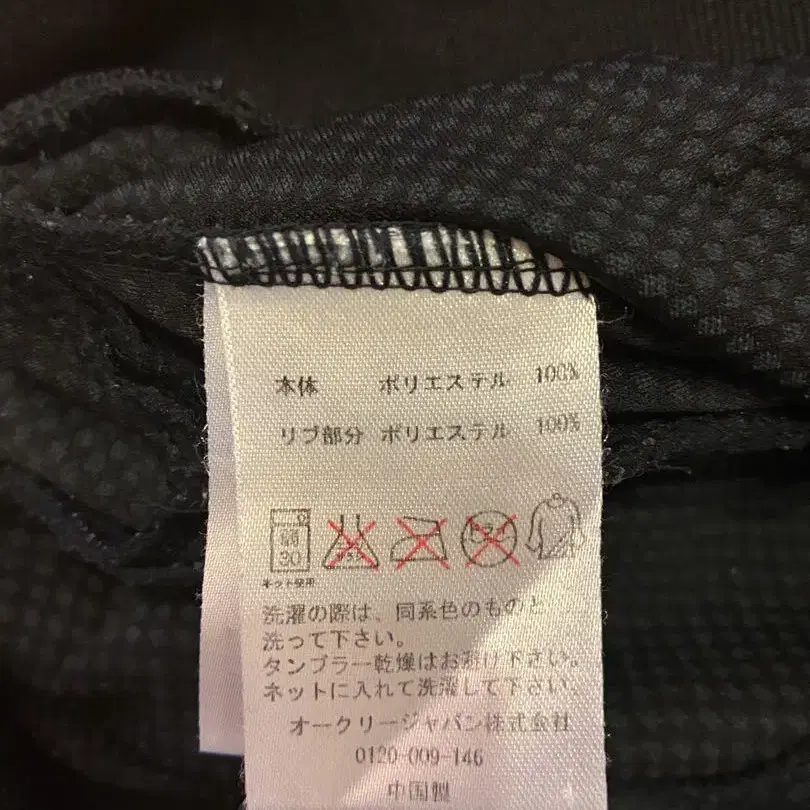 本体 ポリエステル 100%
リブ部分 ポリエステル 100%
30
ネット使用
洗濯の際は、同系色のものと
洗って下さい。
タンブラー乾燥はお避け下さい。
ネットに入れて洗濯して下さい。
オークリージャパン株式会社
0120-009-146
中国製